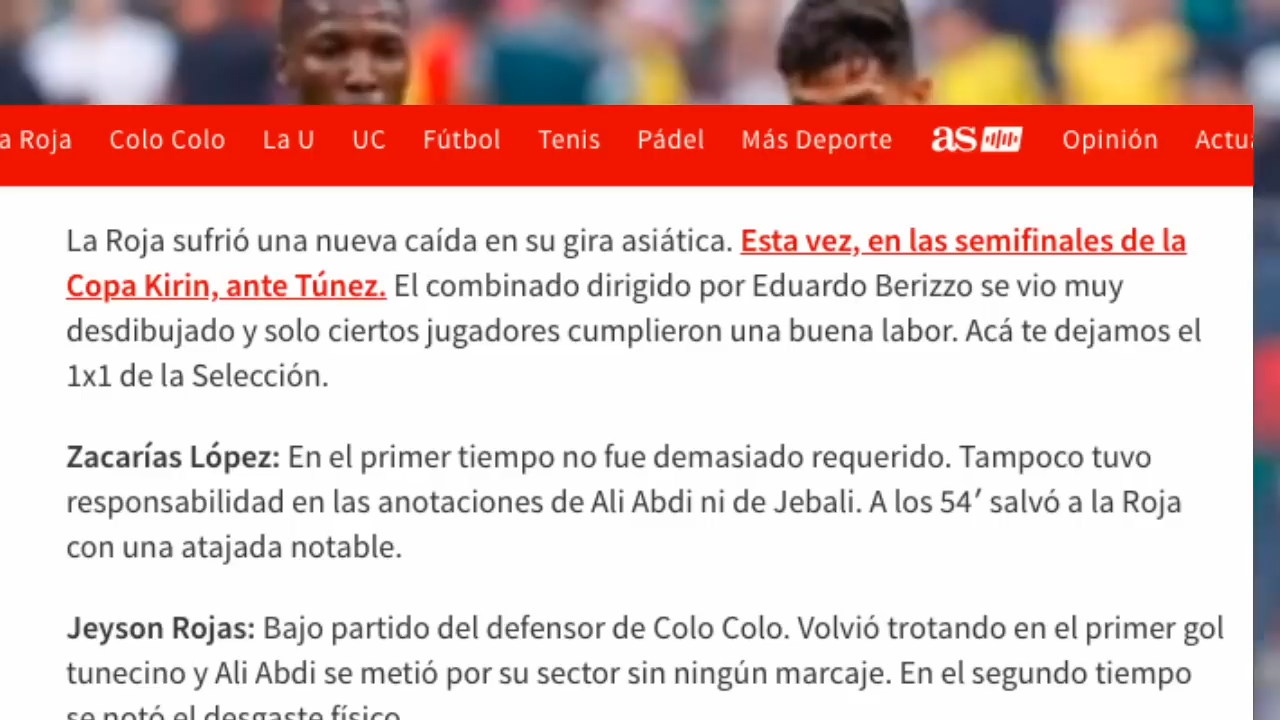 a Roja Colo Colo La U UC Fútbol Tenis Pádel Más Deporte as Opinión Actua
La Roja sufrió una nueva caída en su gira asiática. Esta vez, en las semifinales de la
Copa Kirin, ante Túnez. El combinado dirigido por Eduardo Berizzo se vio muy
desdibujado y solo ciertos jugadores cumplieron una buena labor. Acá te dejamos el
1x1 de la Selección.
Zacarías López: En el primer tiempo no fue demasiado requerido. Tampoco tuvo
responsabilidad en las anotaciones de Ali Abdi ni de Jebali. A los 54′ salvó a la Roja
con una atajada notable.
Jeyson Rojas: Bajo partido del defensor de Colo Colo. Volvió trotando en el primer gol
tunecino y Ali Abdi se metió por su sector sin ningún marcaje. En el segundo tiempo
se notó el desgaste físico.